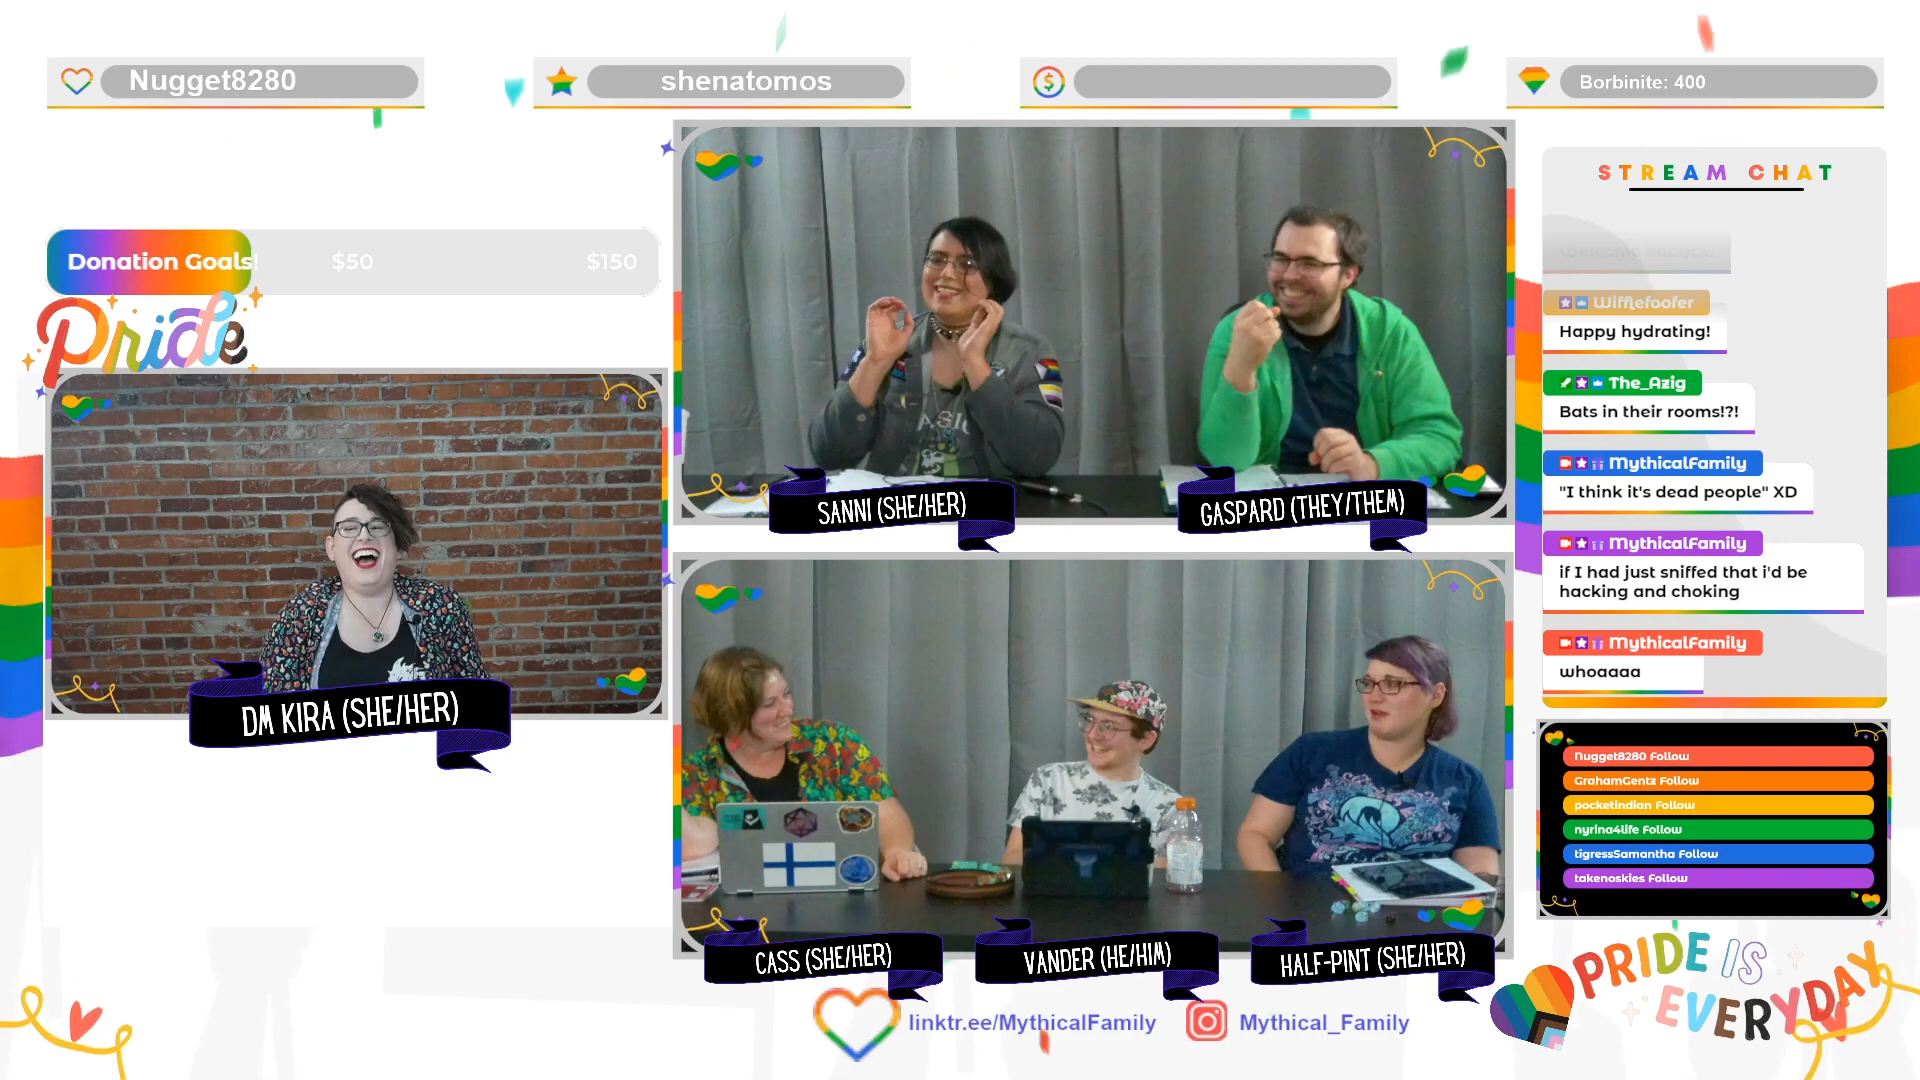 Nugget8280
shenatomos
Borbinite: 400
Donation Goals!
$50
$150
Pride
DM KIRA (SHE/HER)
SANNI (SHE/HER)
GASPARD (THEY/THEM)
CASS (SHE/HER)
VANDER (HE/HIM)
HALF-PINT (SHE/HER)
STREAM CHAT
Wifflefoofer
Happy hydrating!
The_Azig
Bats in their rooms!?!
MythicalFamily
"I think it's dead people" XD
MythicalFamily
if I had just sniffed that i'd be
hacking and choking
MythicalFamily
whoaaaa
Nugget8280 Follow
GrahamGentz Follow
pocketindian Follow
nyrina4life Follow
tigressSamantha Follow
takenoskies Follow
PRIDE IS
EVERYDAY
linktr.ee/MythicalFamily
Mythical_Family